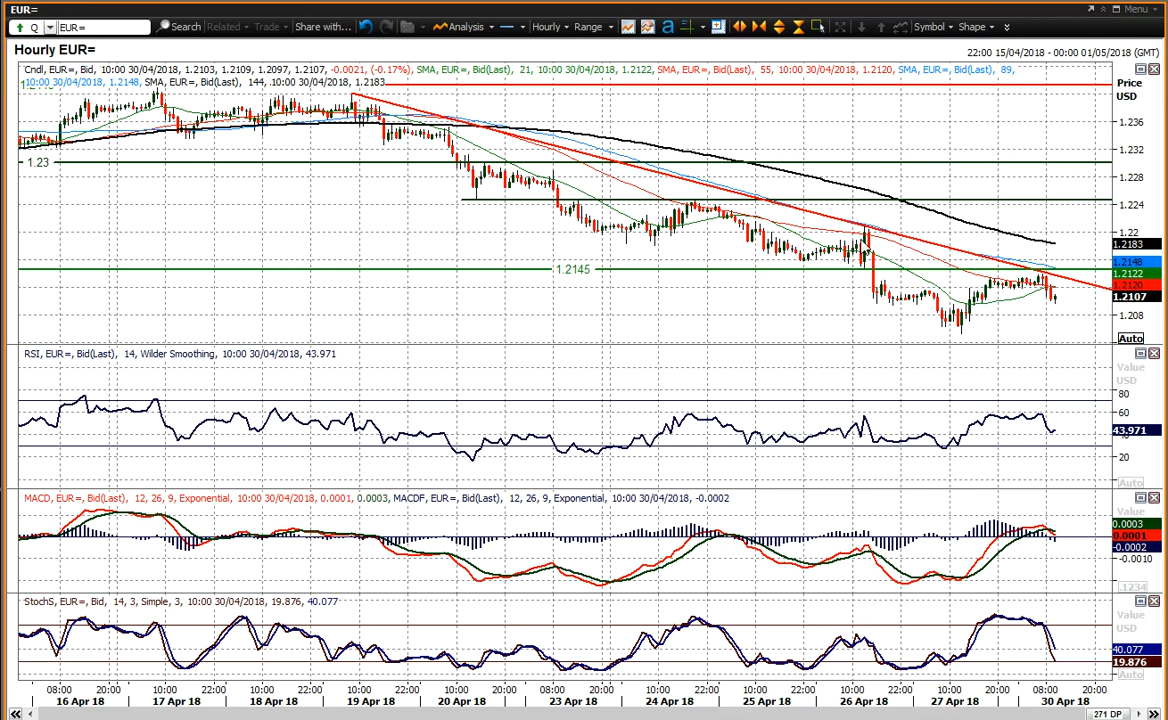 EUR=
Menu
Q EUR= Search Related Trade Share with... Analysis Hourly Range Symbol Shape
Hourly EUR=
22:00 15/04/2018 - 00:00 01/05/2018 (GMT)
Cndl, EUR=, Bid, 10:00 30/04/2018, 1.2103, 1.2109, 1.2097, 1.2107, -0.0021, (-0.17%), SMA, EUR=, Bid(Last), 21, 10:00 30/04/2018, 1.2122, SMA, EUR=, Bid(Last), 55, 10:00 30/04/2018, 1.2120, SMA, EUR=, Bid(Last), 89,
10:00 30/04/2018, 1.2148, SMA, EUR=, Bid(Last), 144, 10:00 30/04/2018, 1.2183
Price
USD
1.236
1.232
1.23
1.228
1.224
1.22
1.2183
1.2148
1.2145
1.2122
1.2120
1.2107
1.208
Auto
RSI, EUR=, Bid(Last), 14, Wilder Smoothing, 10:00 30/04/2018, 43.971
Value
USD
80
60
43.971
20
Auto
MACD, EUR=, Bid(Last), 12, 26, 9, Exponential, 10:00 30/04/2018, 0.0001, 0.0003, MACDF, EUR=, Bid(Last), 12, 26, 9, Exponential, 10:00 30/04/2018, -0.0002
Value
0.0003
0.0001
-0.0002
-0.0010
.1234
StochS, EUR=, Bid, 14, 3, Simple, 3, 10:00 30/04/2018, 19.876, 40.077
Value
USD
40.077
19.876
Auto
08:00 20:00 10:00 22:00 10:00 22:00 10:00 22:00 10:00 20:00 08:00 20:00 10:00 22:00 10:00 22:00 10:00 22:00 10:00 20:00 08:00 20:00
16 Apr 18 17 Apr 18 18 Apr 18 19 Apr 18 20 Apr 18 23 Apr 18 24 Apr 18 25 Apr 18 26 Apr 18 27 Apr 18 30 Apr 18
271 DP